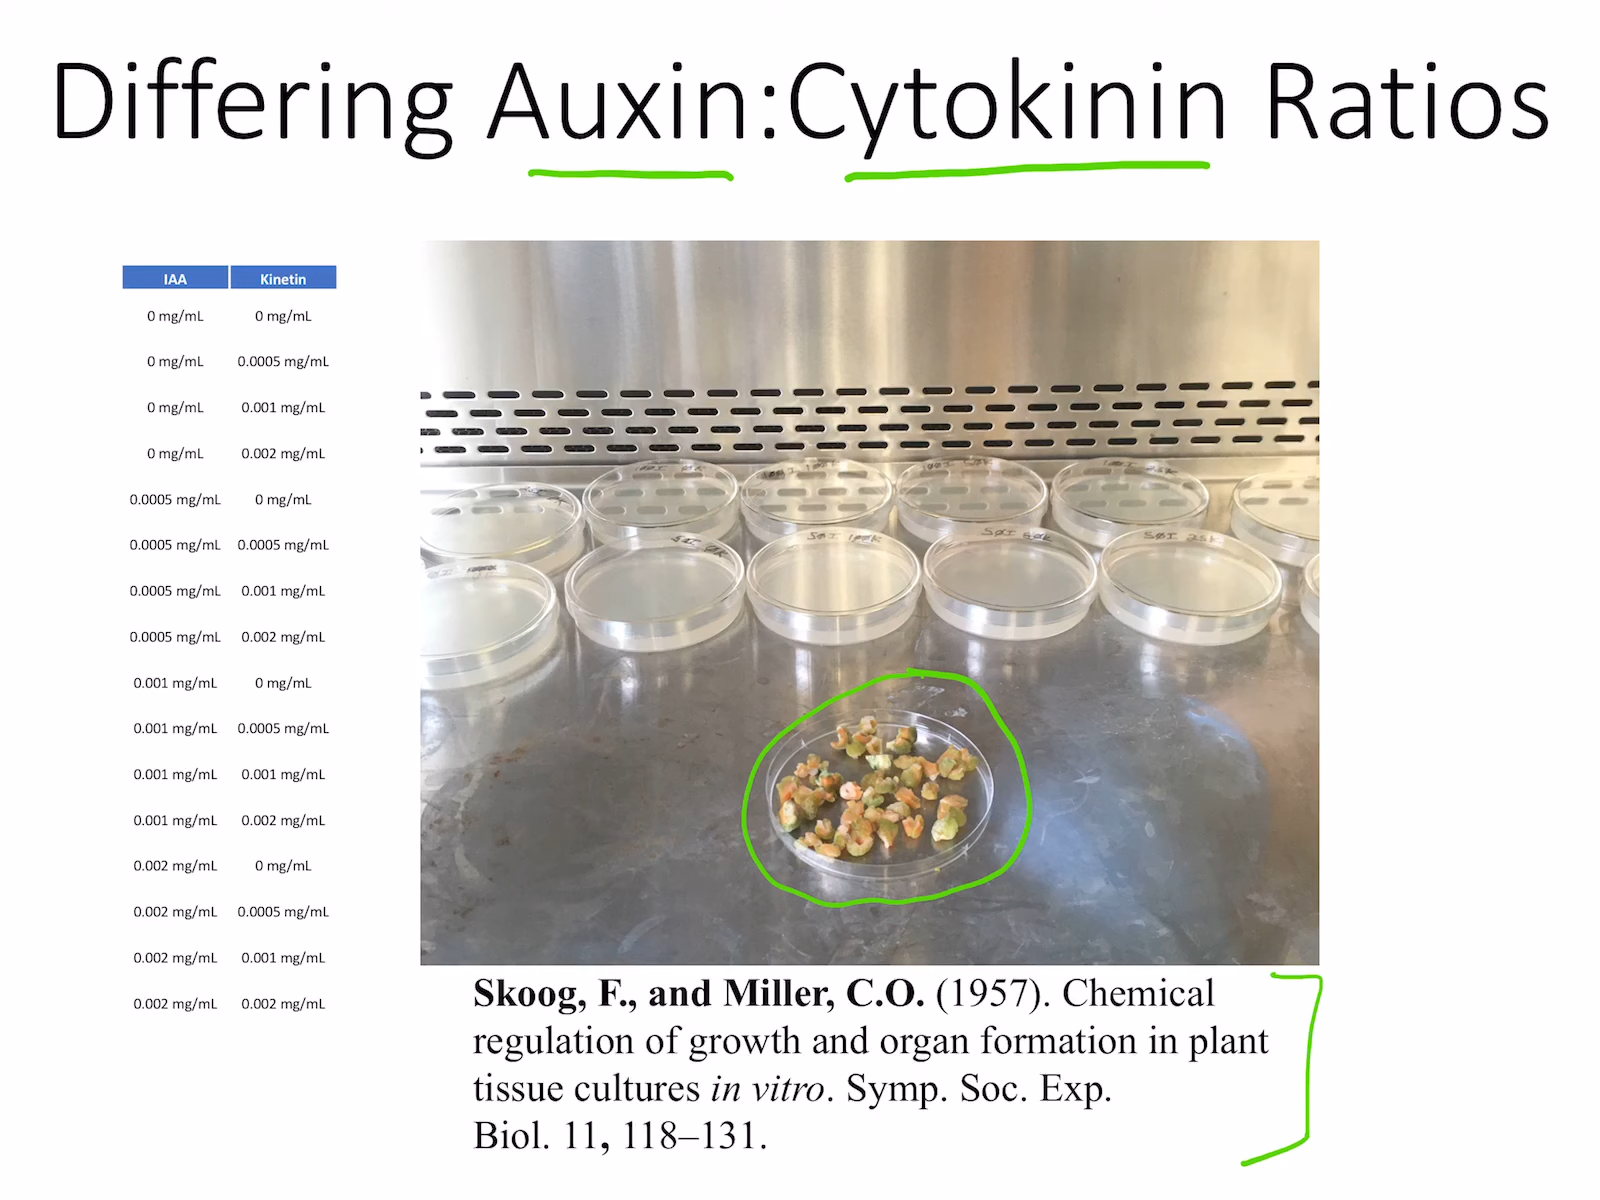 Differing Auxin:Cytokinin Ratios
IAA Kinetin
0 mg/mL 0 mg/mL
0 mg/mL 0.0005 mg/mL
0 mg/mL 0.001 mg/mL
0 mg/mL 0.002 mg/mL
0.0005 mg/mL 0 mg/mL
0.0005 mg/mL 0.0005 mg/mL
0.0005 mg/mL 0.001 mg/mL
0.0005 mg/mL 0.002 mg/mL
0.001 mg/mL 0 mg/mL
0.001 mg/mL 0.0005 mg/mL
0.001 mg/mL 0.001 mg/mL
0.001 mg/mL 0.002 mg/mL
0.002 mg/mL 0 mg/mL
0.002 mg/mL 0.0005 mg/mL
0.002 mg/mL 0.001 mg/mL
0.002 mg/mL 0.002 mg/mL
Skoog, F., and Miller, C.O. (1957). Chemical
regulation of growth and organ formation in plant
tissue cultures in vitro. Symp. Soc. Exp.
Biol. 11, 118–131.